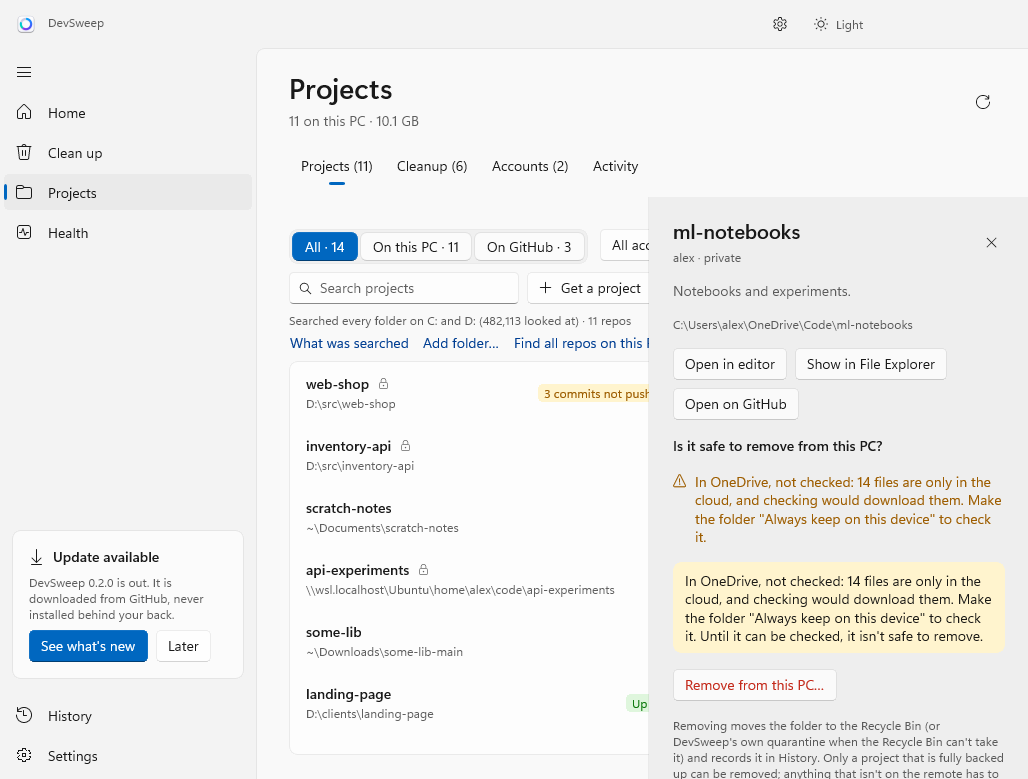 DevSweep
Light
Home
Clean up
Projects
Health
Update available
DevSweep 0.2.0 is out. It is
downloaded from GitHub, never
installed behind your back.
See what's new
Later
History
Settings
Projects
11 on this PC · 10.1 GB
Projects (11)
Cleanup (6)
Accounts (2)
Activity
All · 14
On this PC · 11
On GitHub · 3
All acc
Search projects
Get a project
Searched every folder on C: and D: (482,113 looked at) · 11 repos
What was searched
Add folder...
Find all repos on this
web-shop
D:\src\web-shop
3 commits not push
inventory-api
D:\src\inventory-api
scratch-notes
~\Documents\scratch-notes
api-experiments
\\wsl.localhost\Ubuntu\home\alex\code\api-experiments
some-lib
~\Downloads\some-lib-main
landing-page
D:\clients\landing-page
Up
ml-notebooks
alex · private
Notebooks and experiments.
C:\Users\alex\OneDrive\Code\ml-notebooks
Open in editor
Show in File Explorer
Open on GitHub
Is it safe to remove from this PC?
In OneDrive, not checked: 14 files are only in the
cloud, and checking would download them. Make
the folder "Always keep on this device" to check
it.
In OneDrive, not checked: 14 files are only in the
cloud, and checking would download them. Make
the folder "Always keep on this device" to check
it. Until it can be checked, it isn't safe to remove.
Remove from this PC...
Removing moves the folder to the Recycle Bin (or
DevSweep's own quarantine when the Recycle Bin can't take
it) and records it in History. Only a project that is fully backed
up can be removed; anything that isn't on the remote has to